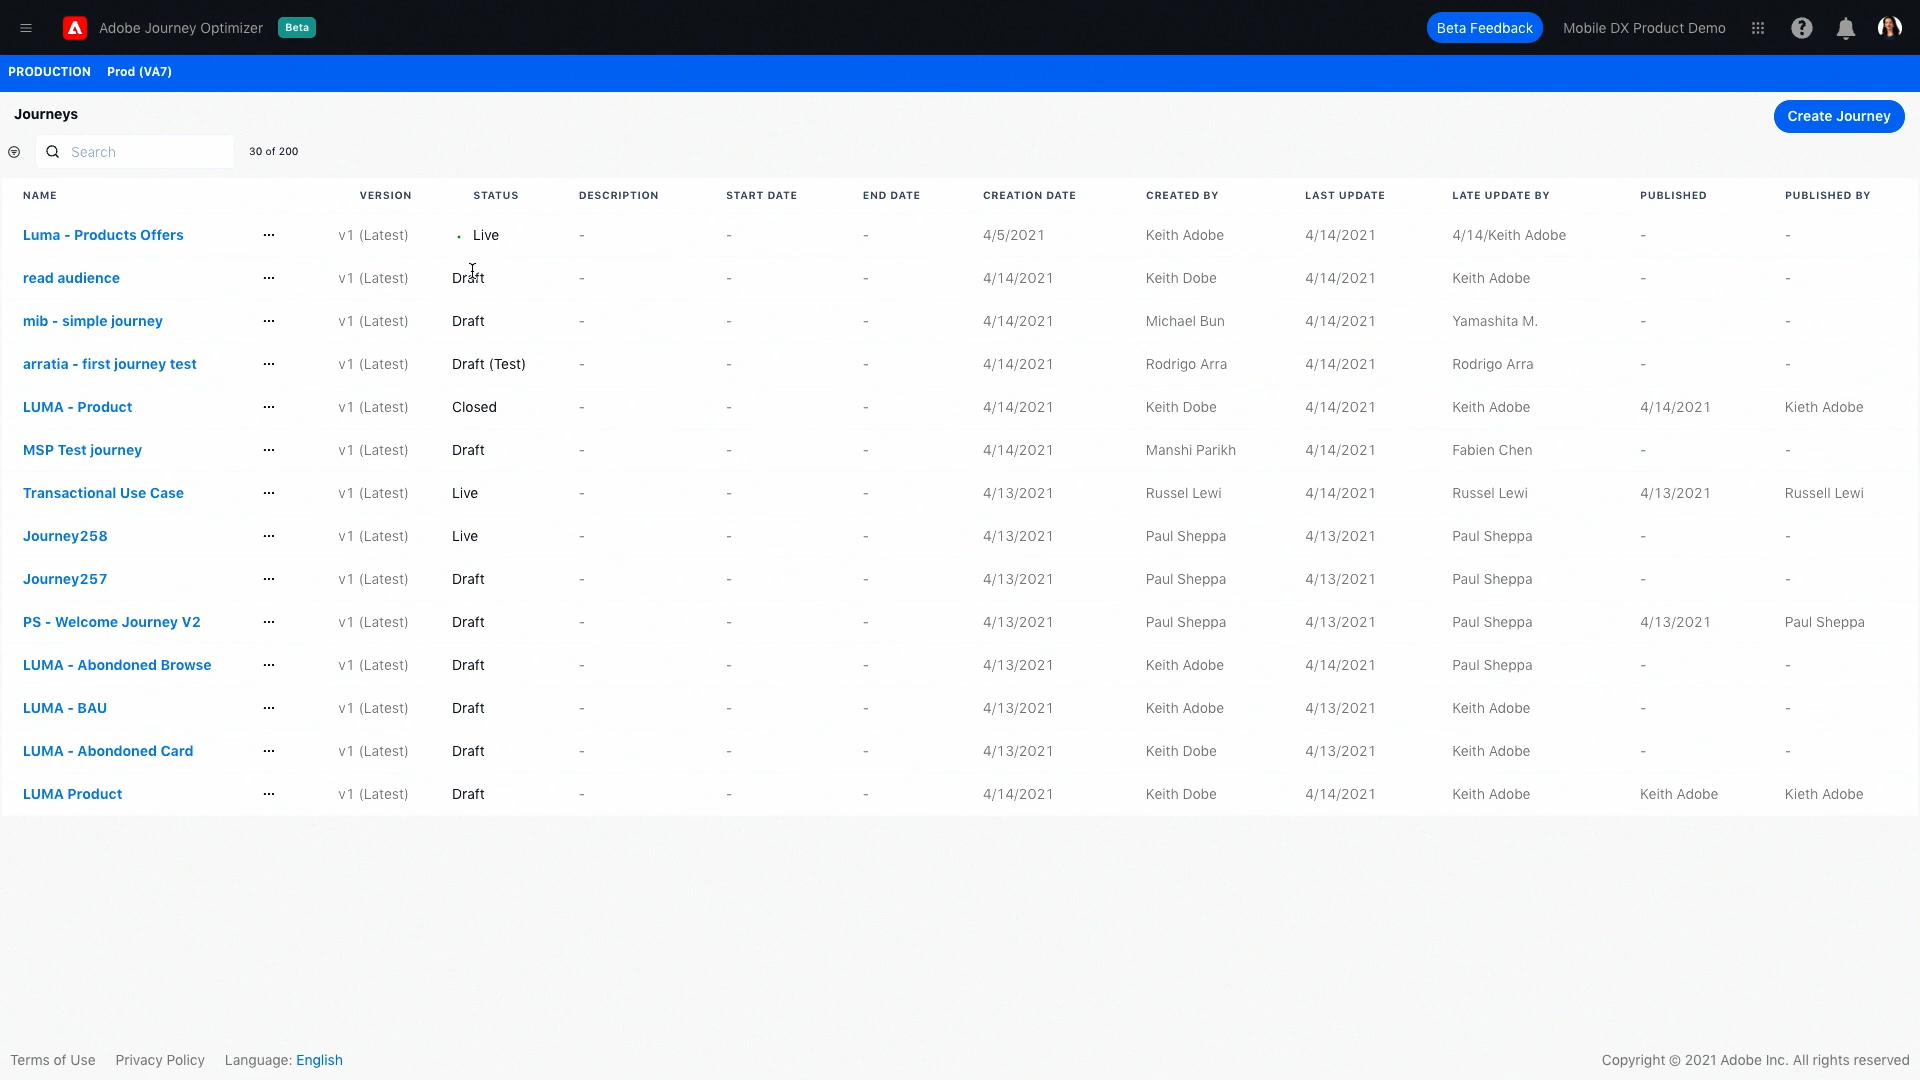 Adobe Journey Optimizer Beta Beta Feedback Mobile DX Product Demo
PRODUCTION Prod (VA7)
Journeys Create Journey
Search 30 of 200
NAME VERSION STATUS DESCRIPTION START DATE END DATE CREATION DATE CREATED BY LAST UPDATE LATE UPDATE BY PUBLISHED PUBLISHED BY
Luma - Products Offers ... v1 (Latest) Live - - - 4/5/2021 Keith Adobe 4/14/2021 4/14/Keith Adobe - -
read audience ... v1 (Latest) Draft - - - 4/14/2021 Keith Dobe 4/14/2021 Keith Adobe - -
mib - simple journey ... v1 (Latest) Draft - - - 4/14/2021 Michael Bun 4/14/2021 Yamashita M. - -
arratia - first journey test ... v1 (Latest) Draft (Test) - - - 4/14/2021 Rodrigo Arra 4/14/2021 Rodrigo Arra - -
LUMA - Product ... v1 (Latest) Closed - - - 4/14/2021 Keith Dobe 4/14/2021 Keith Adobe 4/14/2021 Kieth Adobe
MSP Test journey ... v1 (Latest) Draft - - - 4/14/2021 Manshi Parikh 4/14/2021 Fabien Chen - -
Transactional Use Case ... v1 (Latest) Live - - - 4/13/2021 Russel Lewi 4/14/2021 Russel Lewi 4/13/2021 Russell Lewi
Journey258 ... v1 (Latest) Live - - - 4/13/2021 Paul Sheppa 4/13/2021 Paul Sheppa - -
Journey257 ... v1 (Latest) Draft - - - 4/13/2021 Paul Sheppa 4/13/2021 Paul Sheppa - -
PS - Welcome Journey V2 ... v1 (Latest) Draft - - - 4/13/2021 Paul Sheppa 4/13/2021 Paul Sheppa 4/13/2021 Paul Sheppa
LUMA - Abondoned Browse ... v1 (Latest) Draft - - - 4/13/2021 Keith Adobe 4/14/2021 Paul Sheppa - -
LUMA - BAU ... v1 (Latest) Draft - - - 4/13/2021 Keith Adobe 4/13/2021 Keith Adobe - -
LUMA - Abondoned Card ... v1 (Latest) Draft - - - 4/13/2021 Keith Dobe 4/13/2021 Keith Adobe - -
LUMA Product ... v1 (Latest) Draft - - - 4/14/2021 Keith Dobe 4/14/2021 Keith Adobe Keith Adobe Kieth Adobe
Terms of Use Privacy Policy Language: English Copyright © 2021 Adobe Inc. All rights reserved